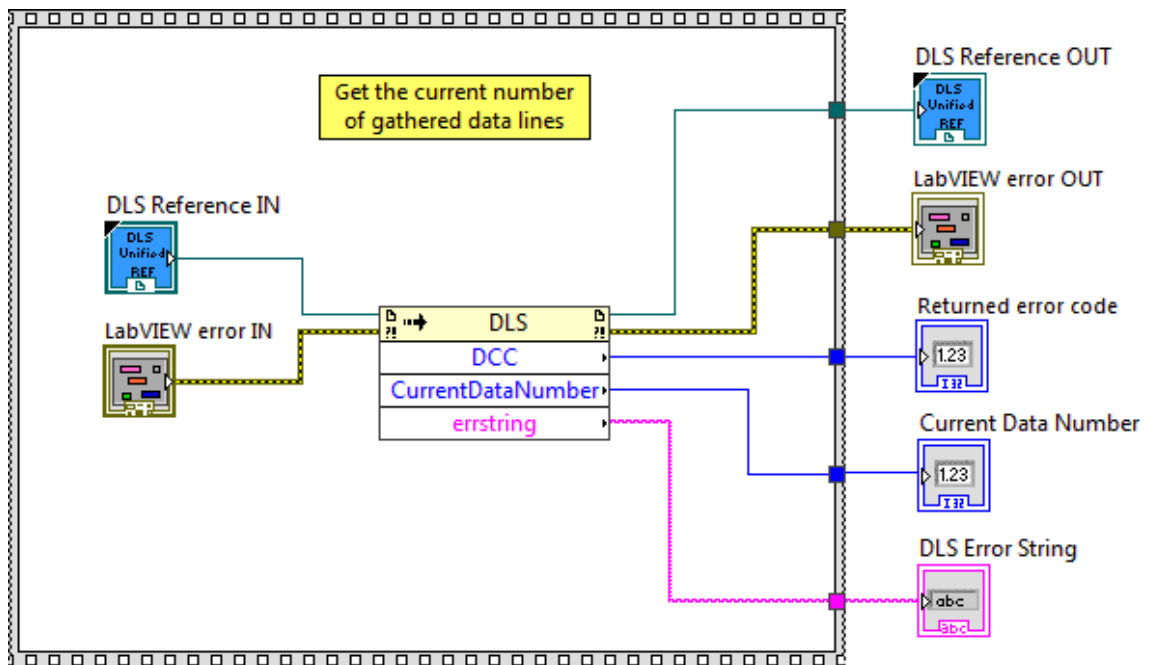 DLS Reference OUT
DLS
Unified
REF
Get the current number
of gathered data lines
LabVIEW error OUT
DLS Reference IN
DLS
Unified
REF
LabVIEW error IN
DLS
DCC
CurrentDataNumber
errstring
Returned error code
1.23
I32
Current Data Number
1.23
I32
DLS Error String
abc
abc